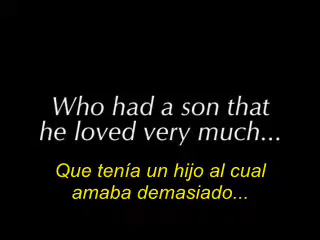 Who had a son that
he loved very much...
Que tenía un hijo al cual
amaba demasiado...